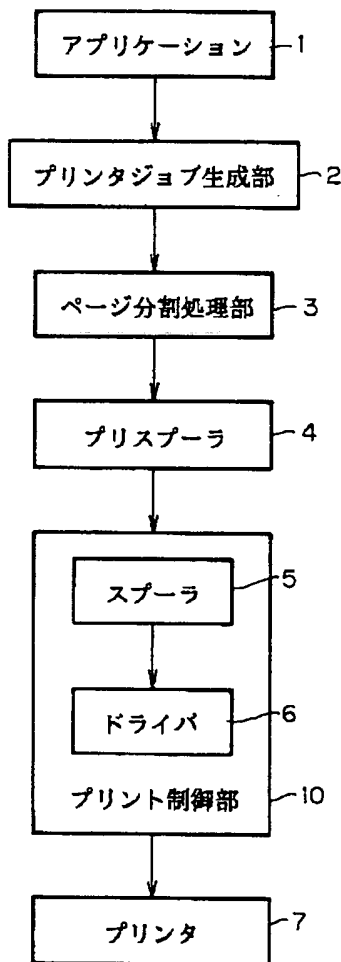 アプリケーション 1
プリンタジョブ生成部 2
ページ分割処理部 3
プリスプーラ 4
スプーラ 5
ドライバ 6
プリント制御部 10
プリンタ 7